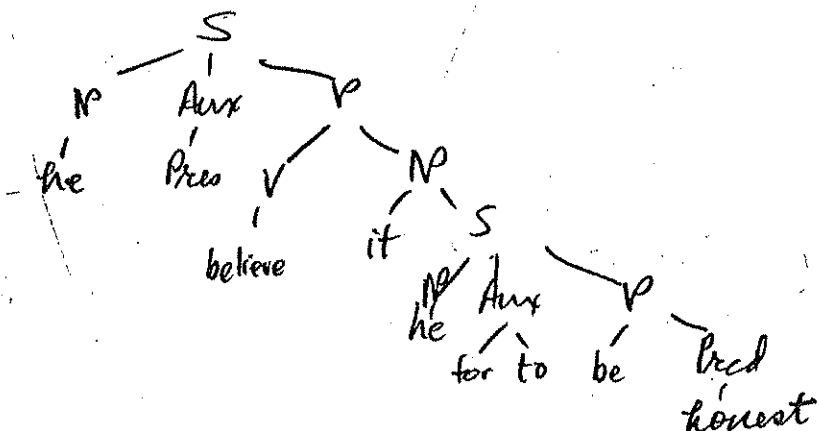 S
NP Aux VP
he Pres V NP
believe it S
NP Aux VP
he for to be Pred
honest